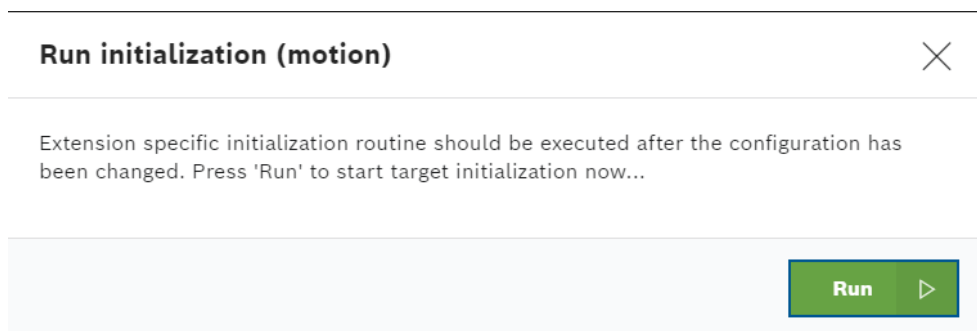 Run initialization (motion)
Extension specific initialization routine should be executed after the configuration has
been changed. Press 'Run' to start target initialization now...
Run